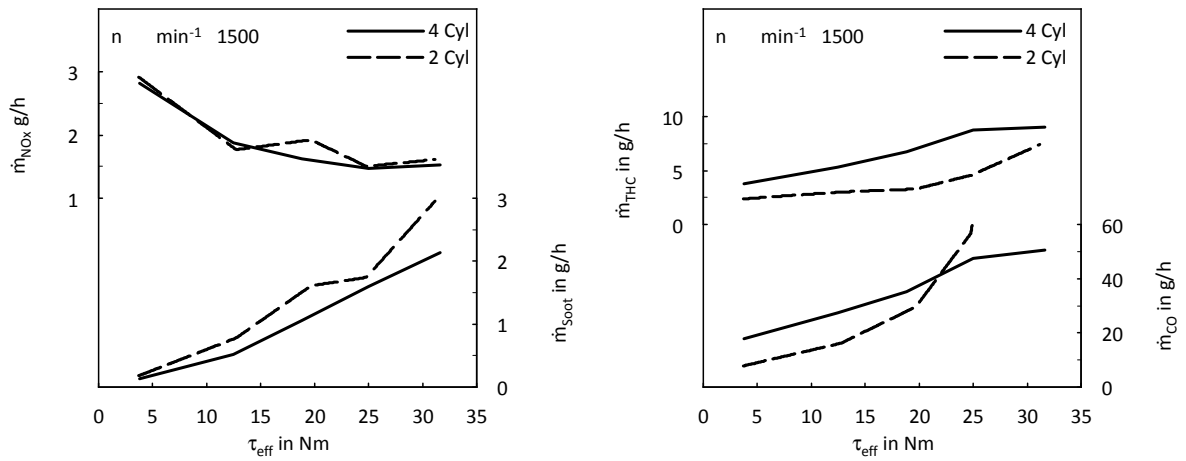 n min⁻¹ 1500
4 Cyl
2 Cyl
3
2
1
ṁNOx g/h
3
2
1
0
ṁSoot in g/h
0 5 10 15 20 25 30 35
τeff in Nm
n min⁻¹ 1500
4 Cyl
2 Cyl
10
5
0
ṁTHC in g/h
60
40
20
0
ṁCO in g/h
0 5 10 15 20 25 30 35
τeff in Nm